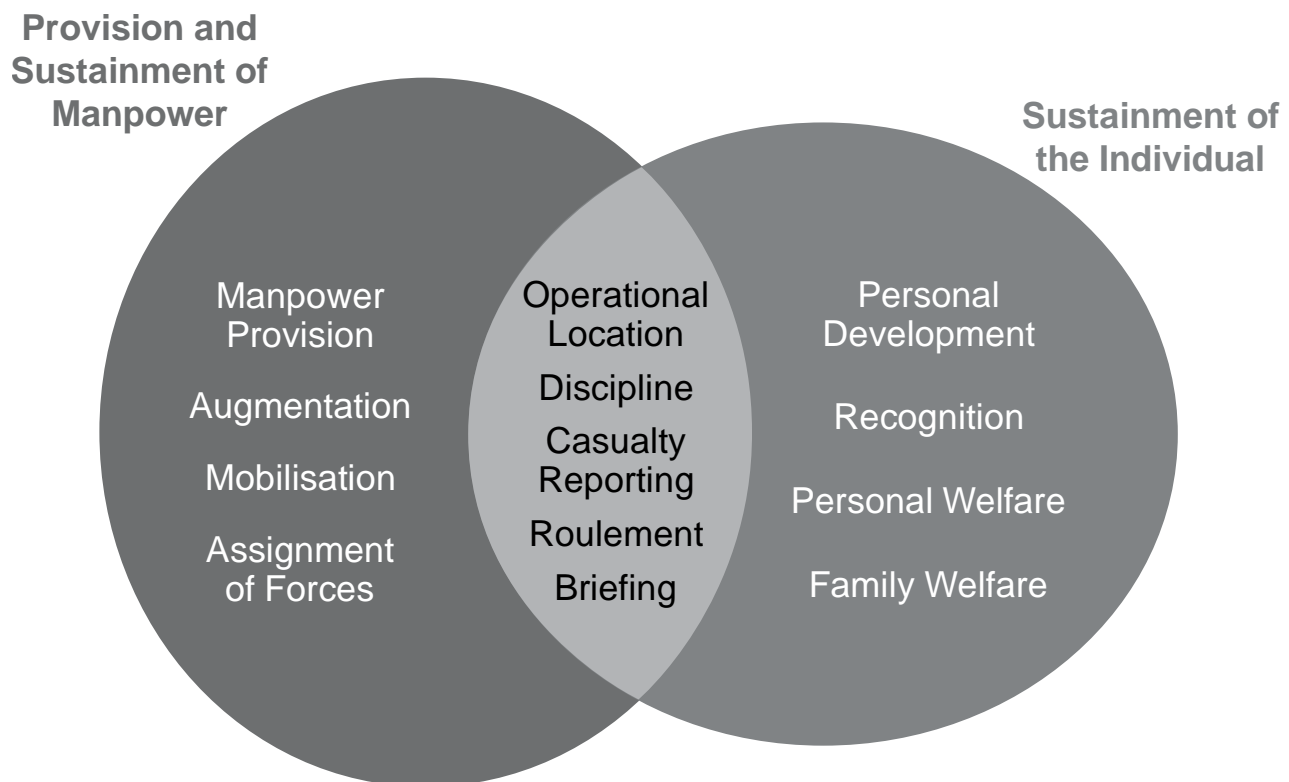 Provision and
Sustainment of
Manpower
Sustainment of
the Individual
Manpower
Provision
Augmentation
Mobilisation
Assignment
of Forces
Operational
Location
Discipline
Casualty
Reporting
Roulement
Briefing
Personal
Development
Recognition
Personal Welfare
Family Welfare